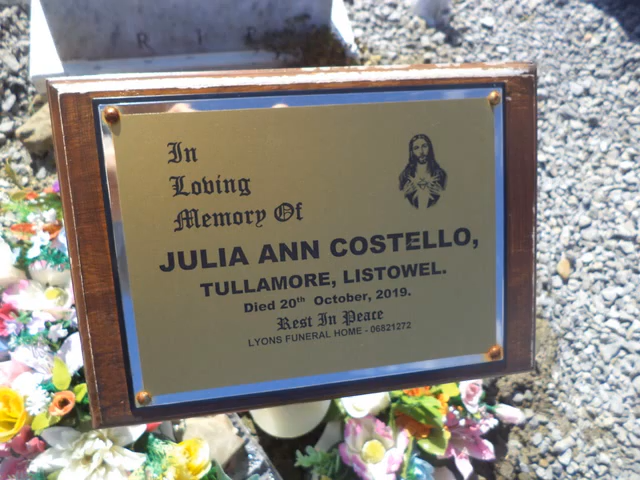 R I P
In
Loving
Memory Of
JULIA ANN COSTELLO,
TULLAMORE, LISTOWEL.
Died 20th October, 2019.
Rest In Peace
LYONS FUNERAL HOME - 06821272